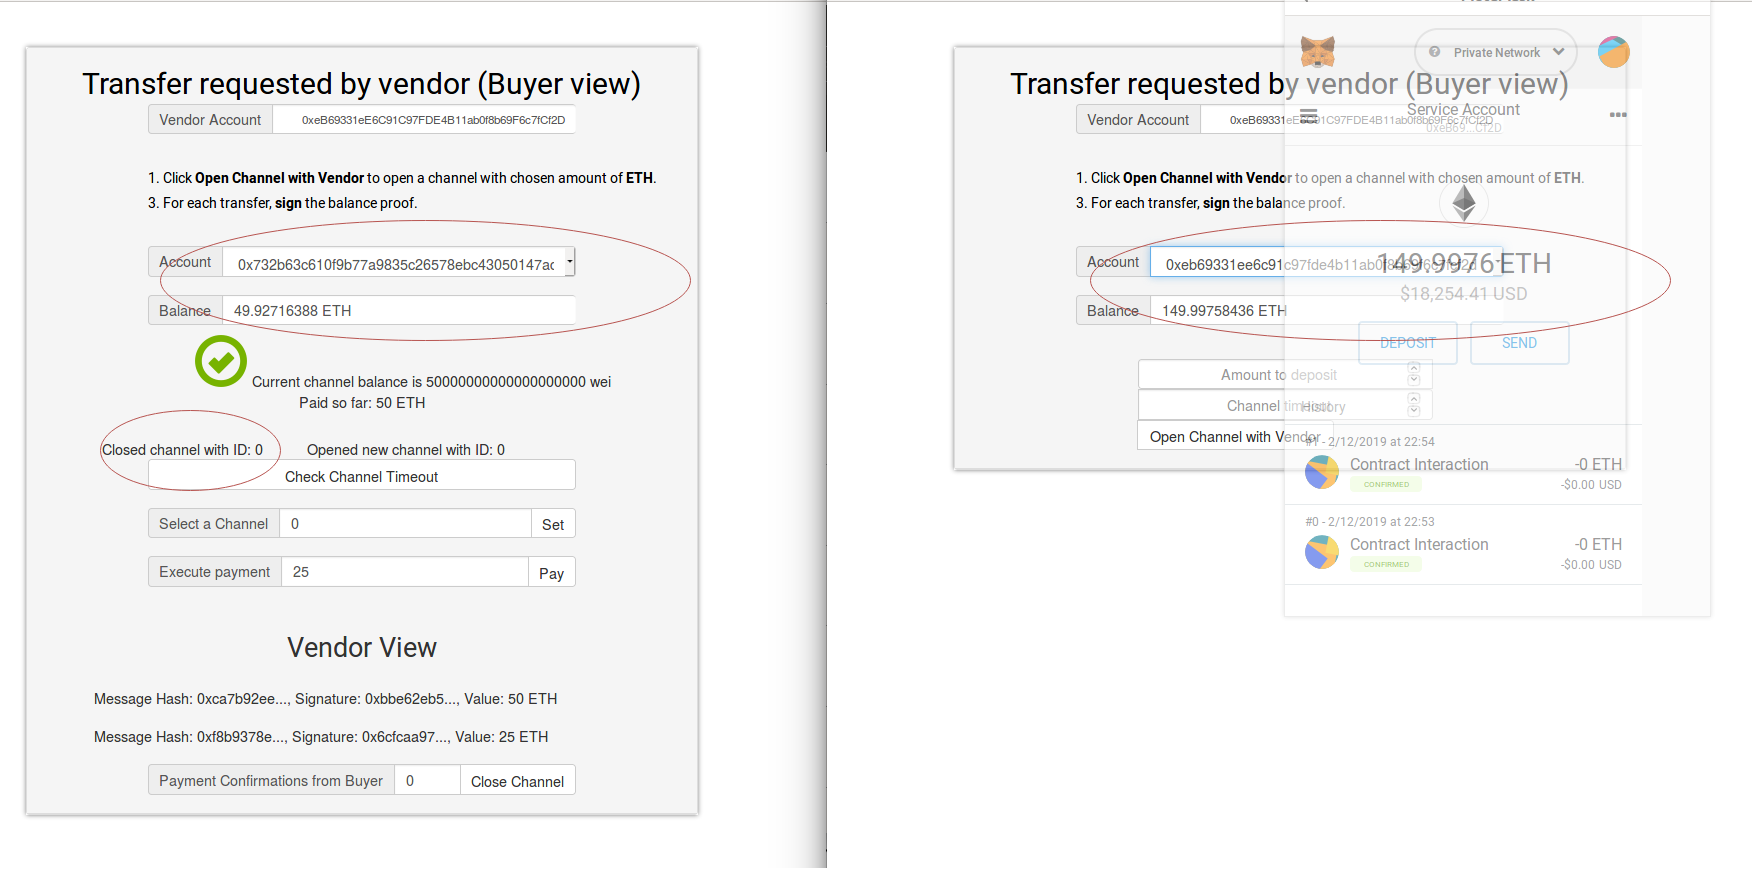 Transfer requested by vendor (Buyer view)
Vendor Account 0xeB69331eE6C91C97FDE4B11ab0f8b69F6c7fCf2D
1. Click Open Channel with Vendor to open a channel with chosen amount of ETH.
3. For each transfer, sign the balance proof.
Account 0x732b63c610f9b77a9835c26578ebc43050147ac
Balance 49.92716388 ETH
Current channel balance is 50000000000000000000 wei
Paid so far: 50 ETH
Closed channel with ID: 0 Opened new channel with ID: 0
Check Channel Timeout
Select a Channel 0 Set
Execute payment 25 Pay
Vendor View
Message Hash: 0xca7b92ee..., Signature: 0xbbe62eb5..., Value: 50 ETH
Message Hash: 0xf8b9378e..., Signature: 0x6cfcaa97..., Value: 25 ETH
Payment Confirmations from Buyer 0 Close Channel
Transfer requested by vendor (Buyer view)
Vendor Account 0xeB69331eE6C91C97FDE4B11ab0f8b69F6c7fCf2D
1. Click Open Channel with Vendor to open a channel with chosen amount of ETH.
3. For each transfer, sign the balance proof.
Account 0xeb69331ee6c91c97fde4b11ab0f8b69f6c7fcf2d
Balance 149.99758436 ETH
Amount to deposit
Channel timeout
Open Channel with Vendor
Private Network
Service Account
0xeB69...Cf2D
149.9976 ETH
$18,254.41 USD
DEPOSIT SEND
History
#1 - 2/12/2019 at 22:54
Contract Interaction -0 ETH
CONFIRMED -$0.00 USD
#0 - 2/12/2019 at 22:53
Contract Interaction -0 ETH
CONFIRMED -$0.00 USD